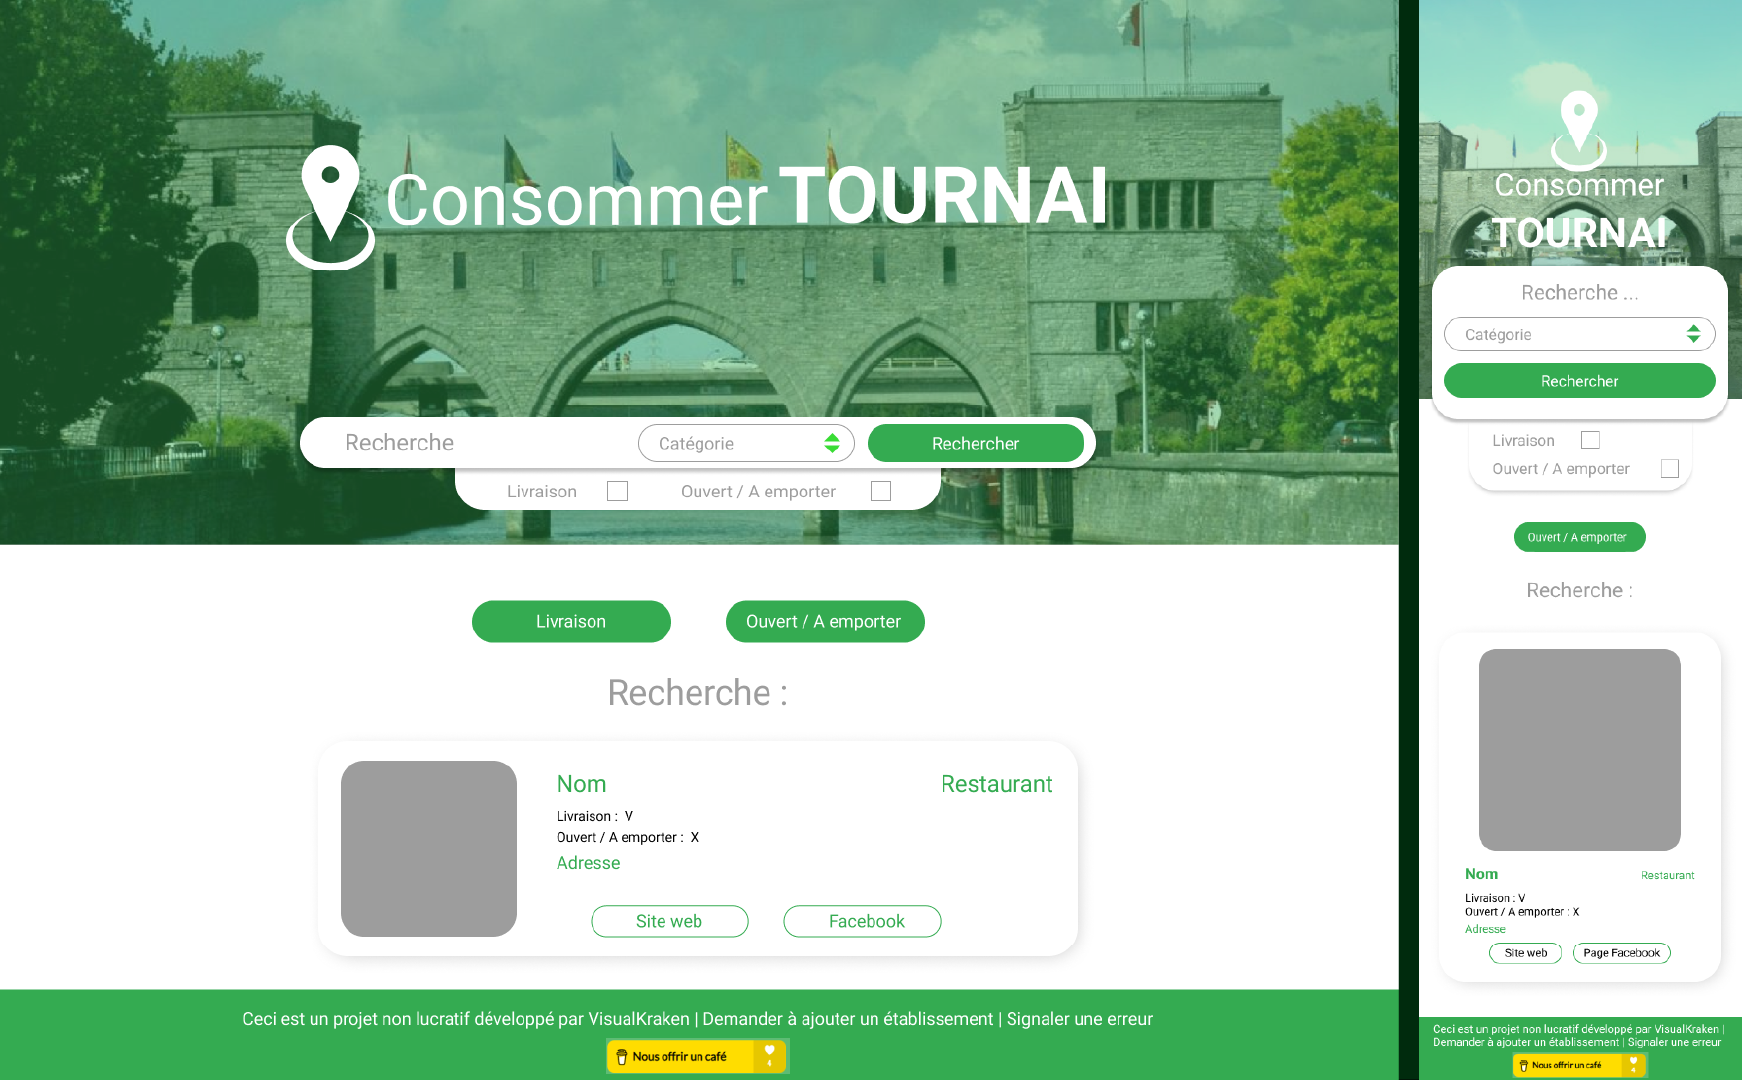 Consommer TOURNAI
Recherche
Catégorie
Rechercher
Livraison
Ouvert / A emporter
Livraison
Ouvert / A emporter
Recherche :
Nom
Restaurant
Livraison : V
Ouvert / A emporter : X
Adresse
Site web
Facebook
Ceci est un projet non lucratif développé par VisualKraken | Demander à ajouter un établissement | Signaler une erreur
Nous offrir un café
4
Consommer
TOURNAI
Recherche ...
Catégorie
Rechercher
Livraison
Ouvert / A emporter
Ouvert / A emporter
Recherche :
Nom
Restaurant
Livraison : V
Ouvert / A emporter : X
Adresse
Site web
Page Facebook
Ceci est un projet non lucratif développé par VisualKraken |
Demander à ajouter un établissement | Signaler une erreur
Nous offrir un café
4